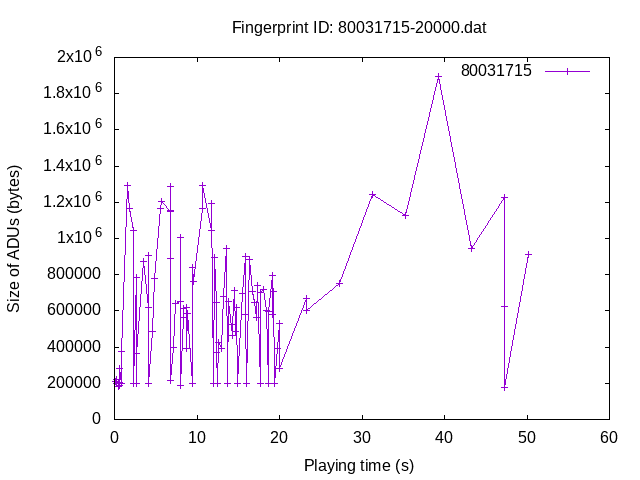 Fingerprint ID: 80031715-20000.dat
80031715
Size of ADUs (bytes)
2x10^6
1.8x10^6
1.6x10^6
1.4x10^6
1.2x10^6
1x10^6
800000
600000
400000
200000
0
0 10 20 30 40 50 60
Playing time (s)